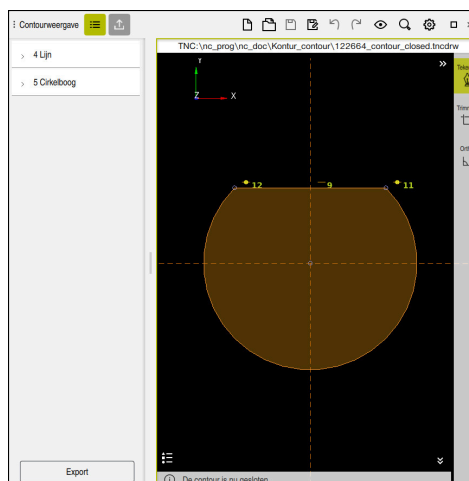 Contourweergave
TNC:\nc_prog\nc_doc\Kontur_contour\122664_contour_closed.tncdrw
4 Lijn
5 Cirkelboog
Y
Z
X
12
9
11
Export
De contour is nu gesloten